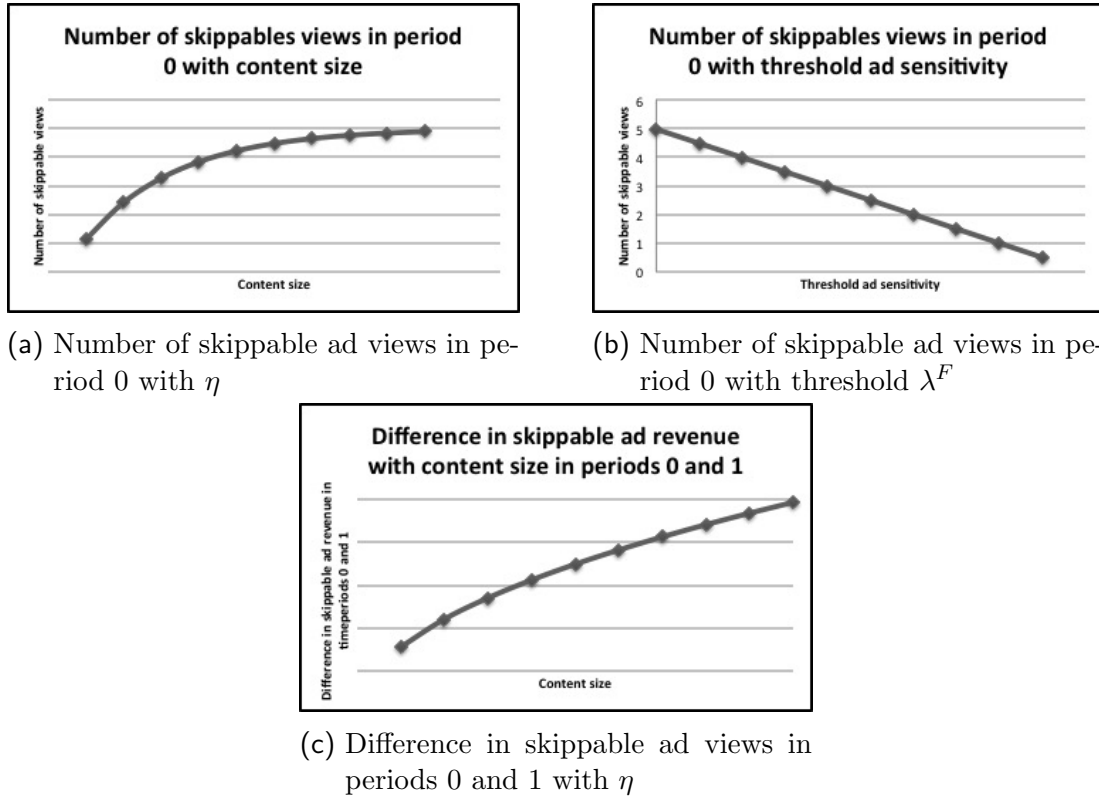 Number of skippables views in period
0 with content size
Number of skippable views
Content size
(a) Number of skippable ad views in pe-
riod 0 with η
Number of skippables views in period
0 with threshold ad sensitivity
Number of skippable views
6
5
4
3
2
1
0
Threshold ad sensitivity
(b) Number of skippable ad views in pe-
riod 0 with threshold λ^F
Difference in skippable ad revenue
with content size in periods 0 and 1
Difference in skippable ad revenue in
timeperiods 0 and 1
Content size
(c) Difference in skippable ad views in
periods 0 and 1 with η